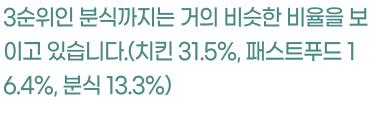 3순위인 분식까지는 거의 비슷한 비율을 보
이고 있습니다.(치킨 31.5%, 패스트푸드 1
6.4%, 분식 13.3%)